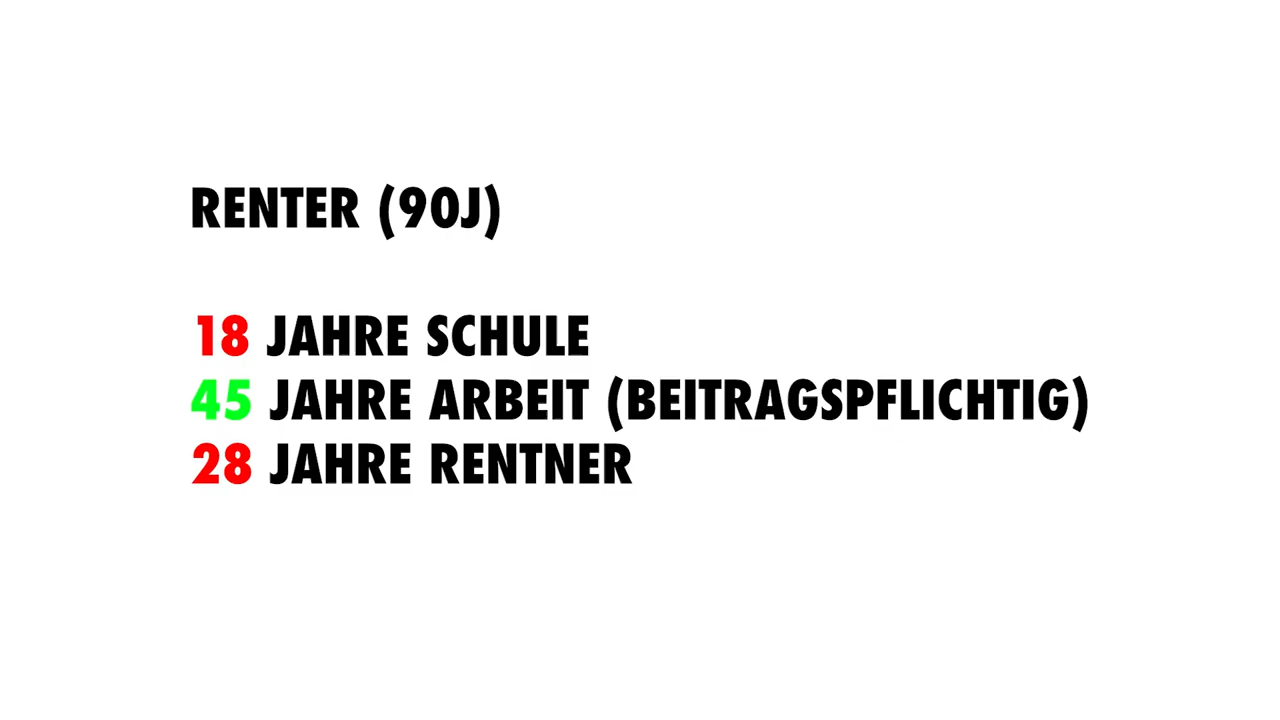 RENTER (90J)
18 JAHRE SCHULE
45 JAHRE ARBEIT (BEITRAGSPFLICHTIG)
28 JAHRE RENTNER